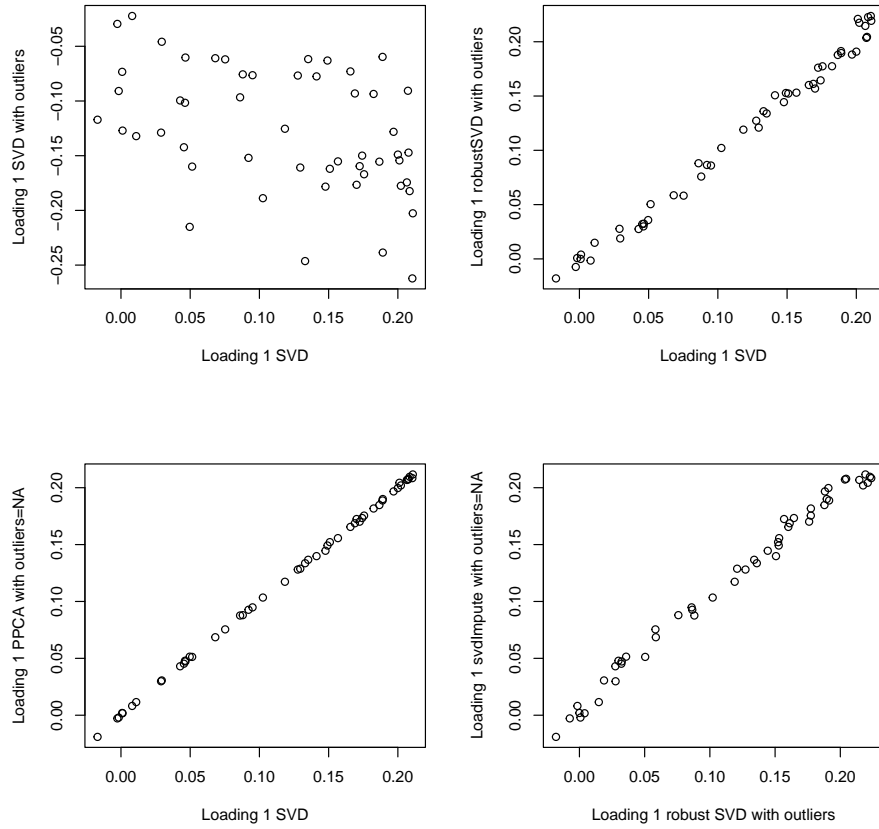 Loading 1 SVD with outliers
−0.05
−0.10
−0.15
−0.20
−0.25
0.00 0.05 0.10 0.15 0.20
Loading 1 SVD
Loading 1 robustSVD with outliers
0.20
0.15
0.10
0.05
0.00
0.00 0.05 0.10 0.15 0.20
Loading 1 SVD
Loading 1 PPCA with outliers=NA
0.20
0.15
0.10
0.05
0.00
0.00 0.05 0.10 0.15 0.20
Loading 1 SVD
Loading 1 svdImpute with outliers=NA
0.20
0.15
0.10
0.05
0.00
0.00 0.05 0.10 0.15 0.20
Loading 1 robust SVD with outliers